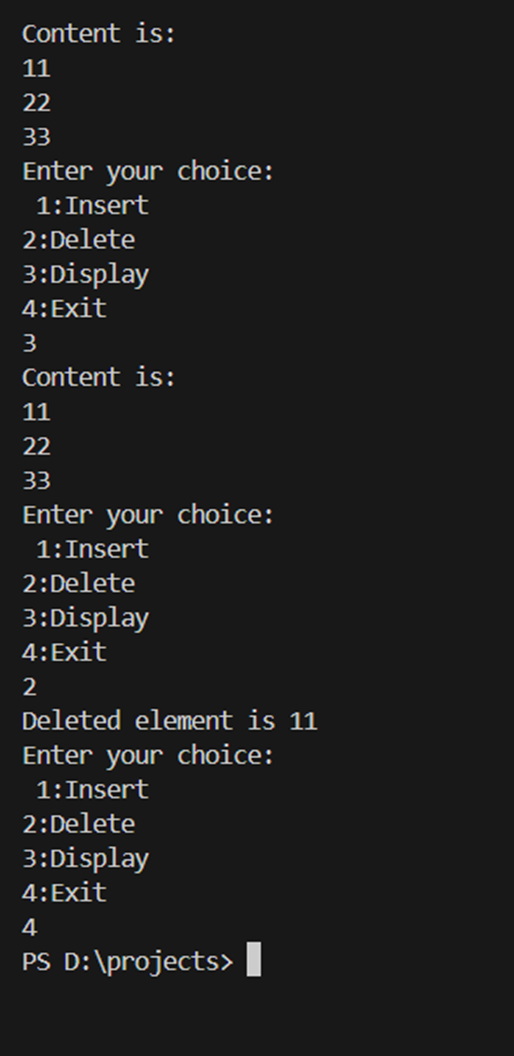 Content is:
11
22
33
Enter your choice:
 1:Insert
2:Delete
3:Display
4:Exit
3
Content is:
11
22
33
Enter your choice:
 1:Insert
2:Delete
3:Display
4:Exit
2
Deleted element is 11
Enter your choice:
 1:Insert
2:Delete
3:Display
4:Exit
4
PS D:\projects>